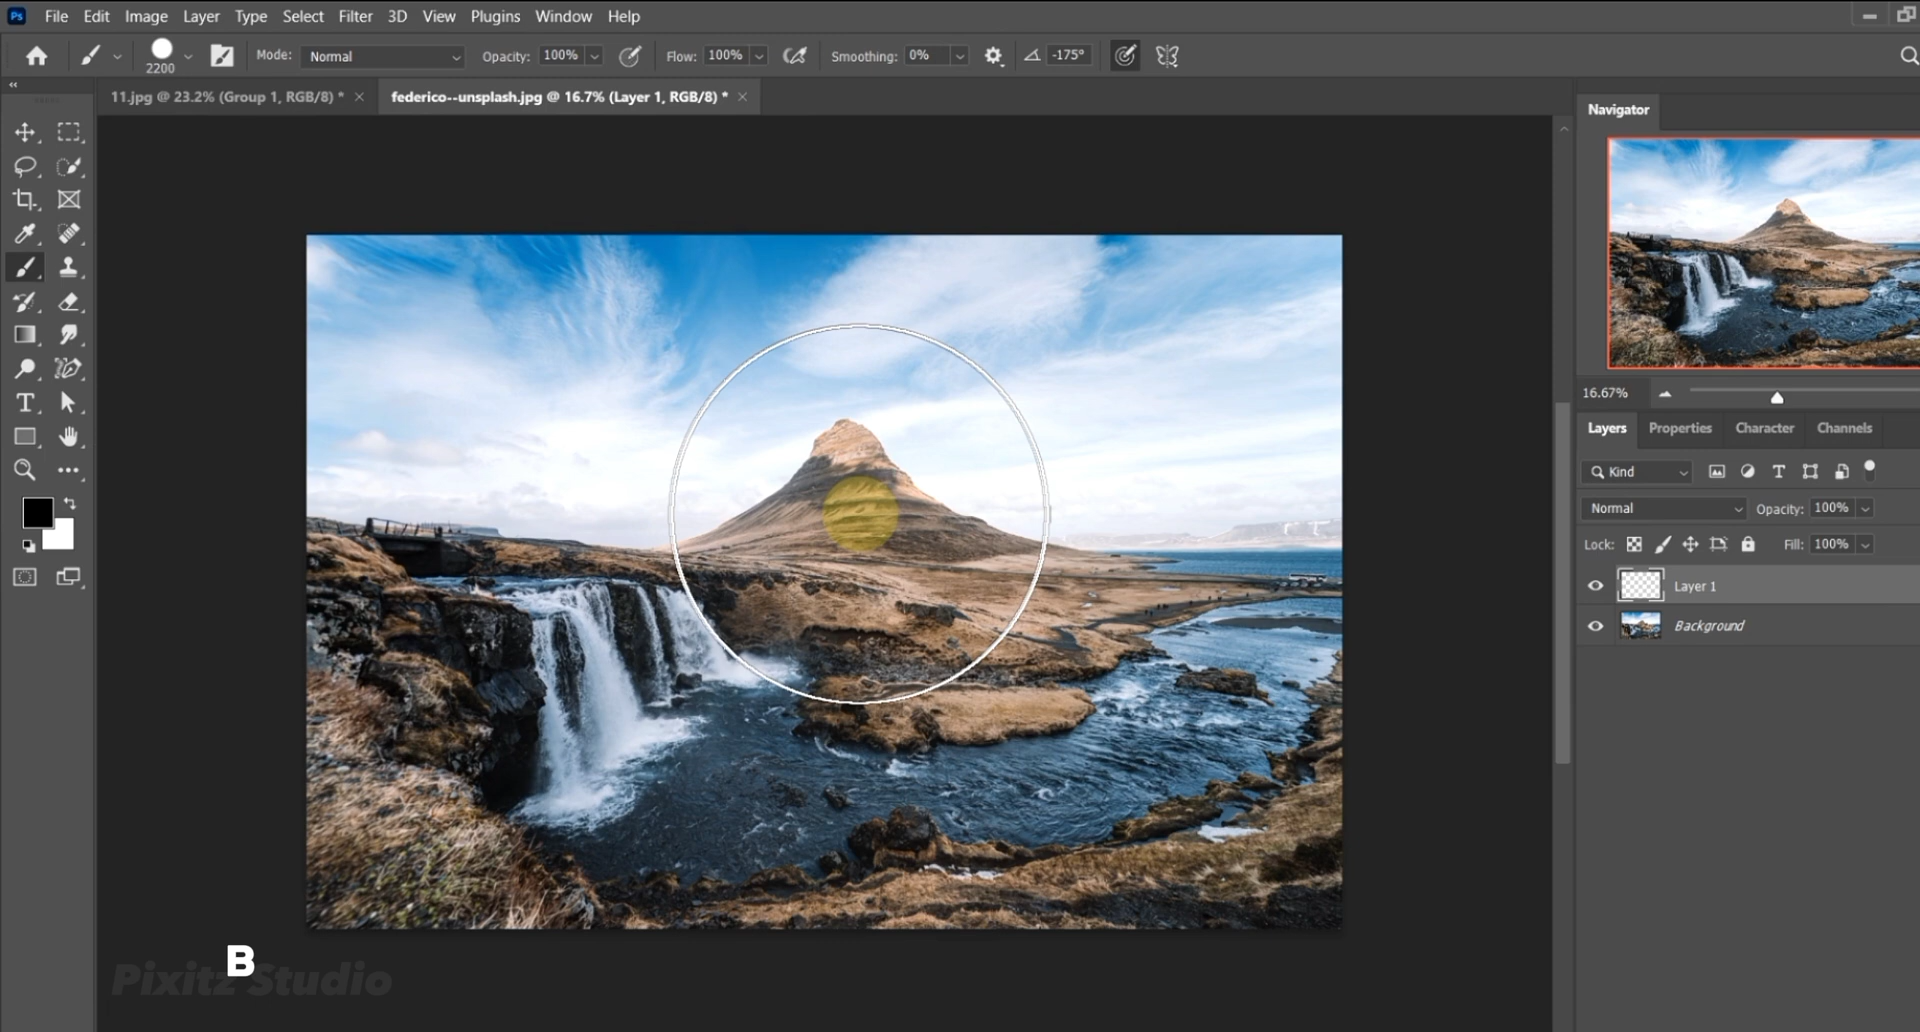 Ps File Edit Image Layer Type Select Filter 3D View Plugins Window Help
2200 Mode: Normal Opacity: 100% Flow: 100% Smoothing: 0% -175°
11.jpg @ 23.2% (Group 1, RGB/8) * × federico--unsplash.jpg @ 16.7% (Layer 1, RGB/8) * ×
Navigator
16.67%
Layers Properties Character Channels
Kind
Normal Opacity: 100%
Lock: Fill: 100%
Layer 1
Background
B
Pixitz Studio